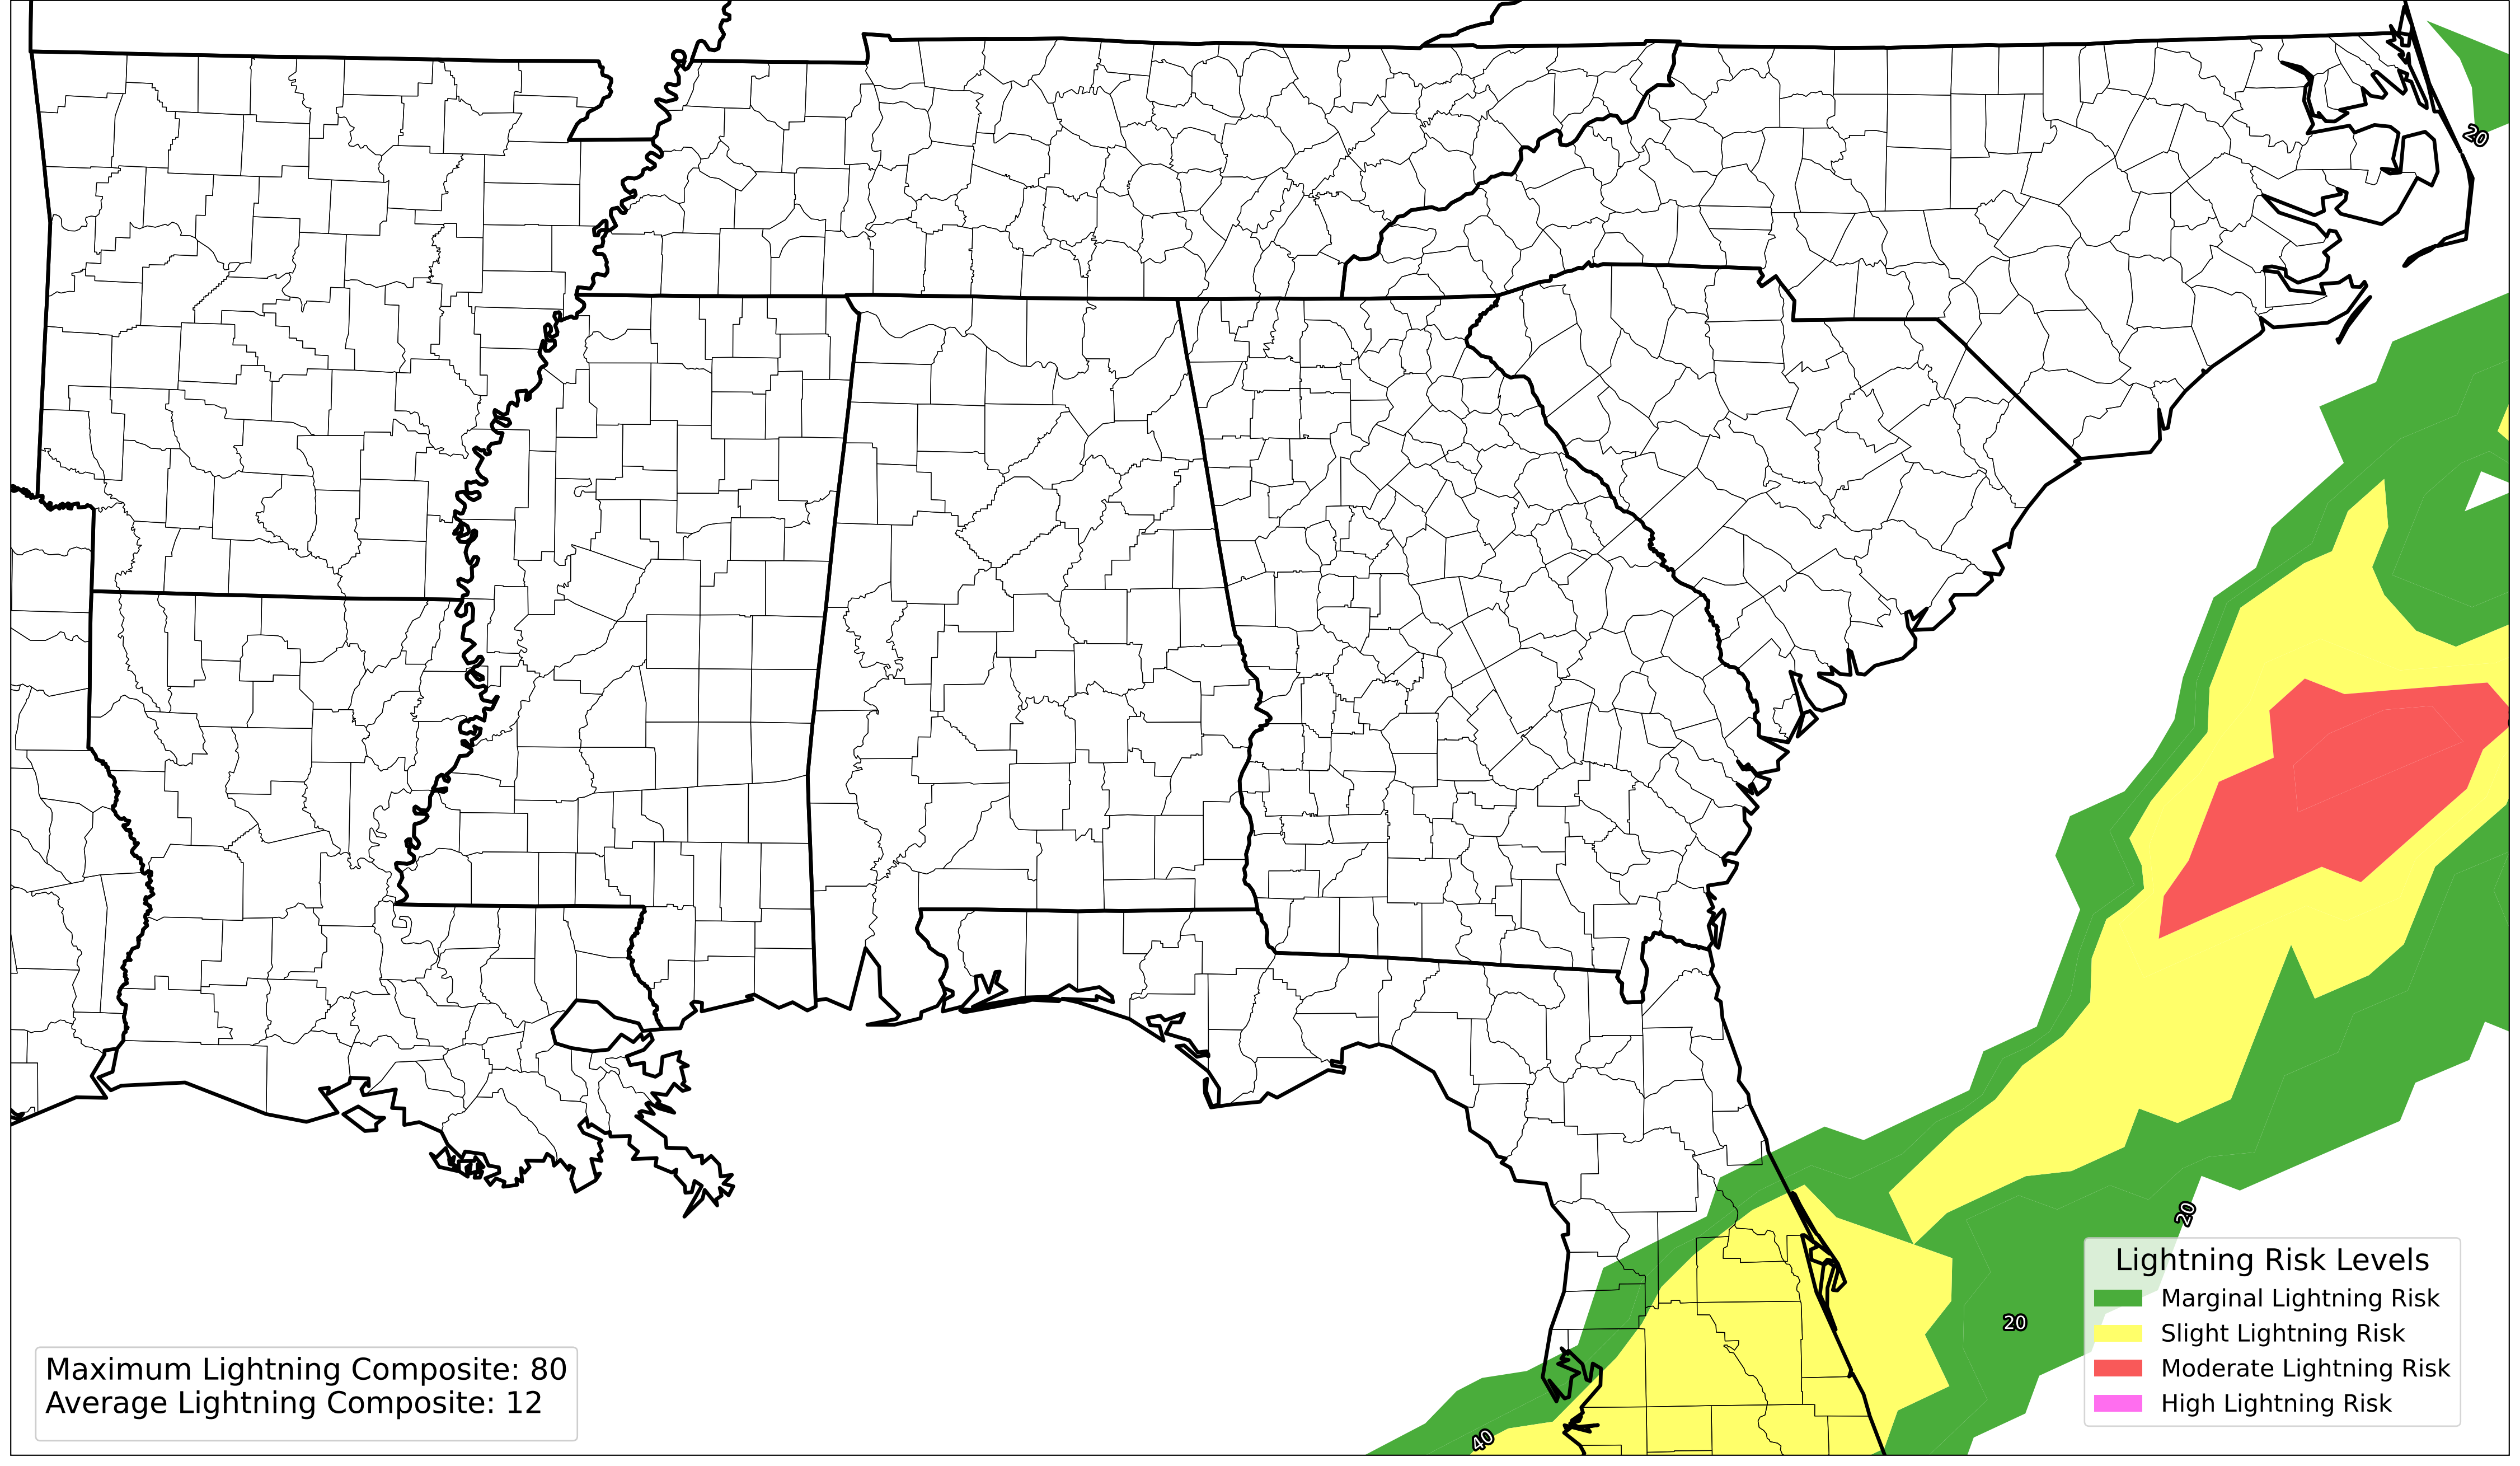 20
20
Lightning Risk Levels
Marginal Lightning Risk
20
Slight Lightning Risk
Maximum Lightning Composite: 80
Moderate Lightning Risk
Average Lightning Composite: 12
High Lightning Risk
40